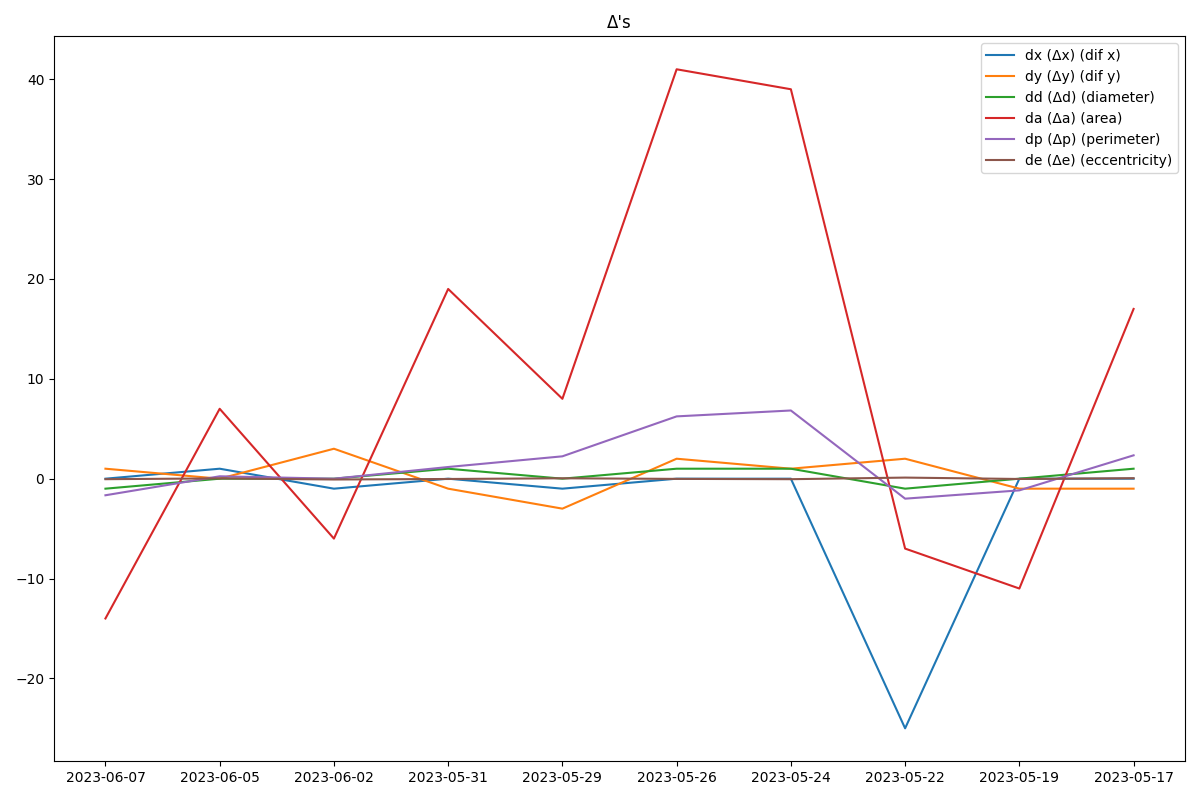 Δ's
dx (Δx) (dif x)
dy (Δy) (dif y)
dd (Δd) (diameter)
da (Δa) (area)
dp (Δp) (perimeter)
de (Δe) (eccentricity)
40
30
20
10
0
−10
−20
2023-06-07 2023-06-05 2023-06-02 2023-05-31 2023-05-29 2023-05-26 2023-05-24 2023-05-22 2023-05-19 2023-05-17